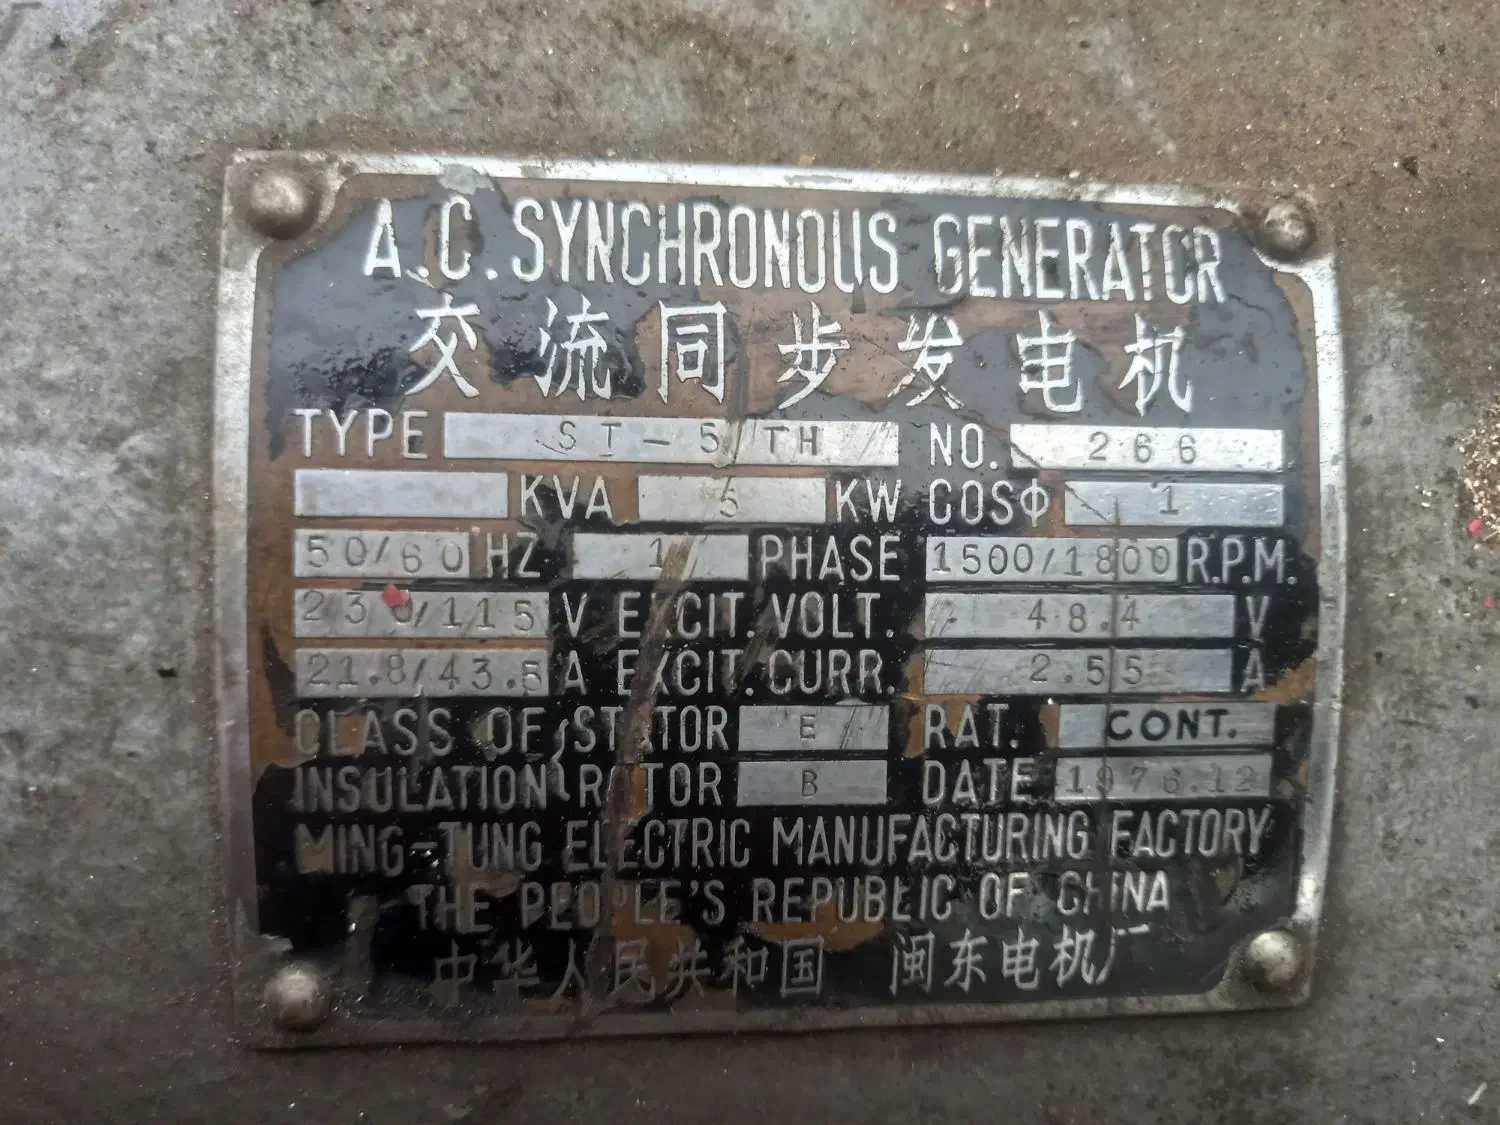 A.C. SYNCHRONOUS GENERATOR
交流同步发电机
TYPE ST-5/TH NO. 266
KVA 5 KW COSΦ 1
50/60 HZ 1 PHASE 1500/1800 R.P.M.
230/115 V EXCIT. VOLT. 48.4 V
21.8/43.5 A EXCIT. CURR. 2.55 A
CLASS OF { STATOR E RAT. CONT.
INSULATION { ROTOR B DATE 1976.12
MING-TUNG ELECTRIC MANUFACTURING FACTORY
THE PEOPLE'S REPUBLIC OF CHINA
中华人民共和国 闽东电机厂